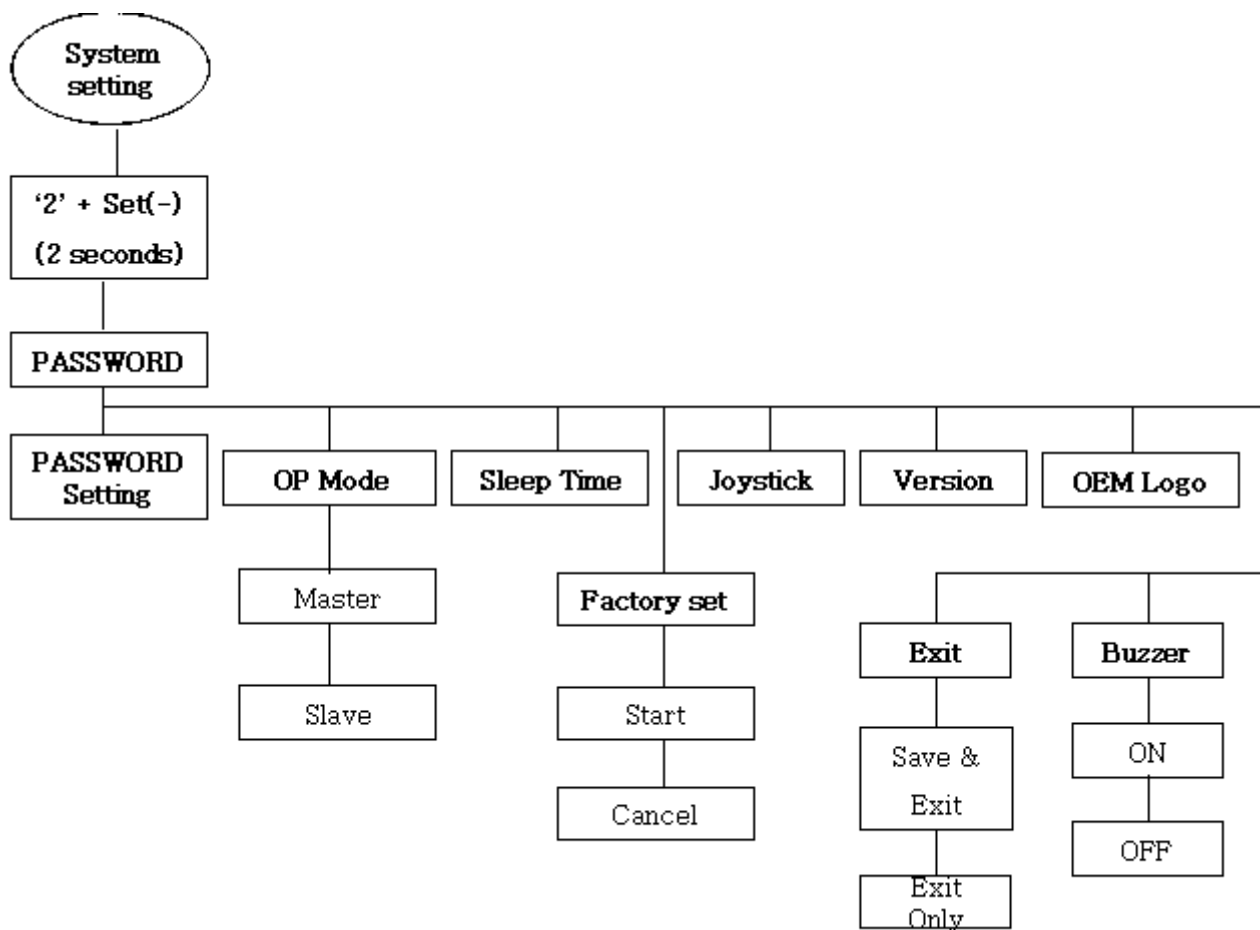 System
setting
‘2’ + Set(-)
(2 seconds)
PASSWORD
PASSWORD
Setting
OP Mode
Sleep Time
Joystick
Version
OEM Logo
Master
Slave
Factory set
Start
Cancel
Exit
Save &
Exit
Exit
Only
Buzzer
ON
OFF